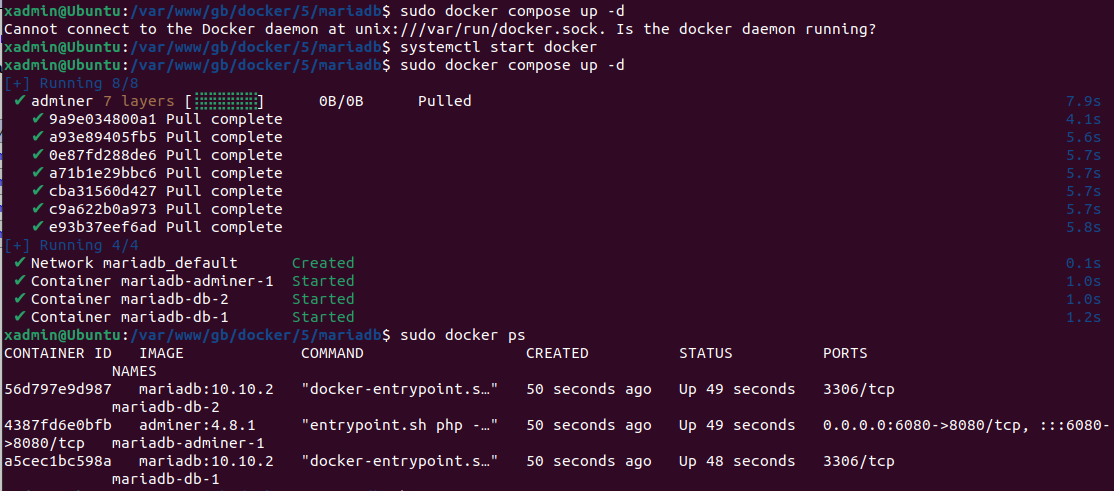 xadmin@Ubuntu:/var/www/gb/docker/5/mariadb$ sudo docker compose up -d
Cannot connect to the Docker daemon at unix:///var/run/docker.sock. Is the docker daemon running?
xadmin@Ubuntu:/var/www/gb/docker/5/mariadb$ systemctl start docker
xadmin@Ubuntu:/var/www/gb/docker/5/mariadb$ sudo docker compose up -d
[+] Running 8/8
✔ adminer 7 layers [⣿⣿⣿⣿⣿⣿⣿] 0B/0B Pulled 7.9s
✔ 9a9e034800a1 Pull complete 4.1s
✔ a93e89405fb5 Pull complete 5.6s
✔ 0e87fd288de6 Pull complete 5.7s
✔ a71b1e29bbc6 Pull complete 5.7s
✔ cba31560d427 Pull complete 5.7s
✔ c9a622b0a973 Pull complete 5.7s
✔ e93b37eef6ad Pull complete 5.8s
[+] Running 4/4
✔ Network mariadb_default Created 0.1s
✔ Container mariadb-adminer-1 Started 1.0s
✔ Container mariadb-db-2 Started 1.0s
✔ Container mariadb-db-1 Started 1.2s
xadmin@Ubuntu:/var/www/gb/docker/5/mariadb$ sudo docker ps
CONTAINER ID IMAGE COMMAND CREATED STATUS PORTS
NAMES
56d797e9d987 mariadb:10.10.2 "docker-entrypoint.s…" 50 seconds ago Up 49 seconds 3306/tcp
mariadb-db-2
4387fd6e0bfb adminer:4.8.1 "entrypoint.sh php -…" 50 seconds ago Up 49 seconds 0.0.0.0:6080->8080/tcp, :::6080-
>8080/tcp mariadb-adminer-1
a5cec1bc598a mariadb:10.10.2 "docker-entrypoint.s…" 50 seconds ago Up 48 seconds 3306/tcp
mariadb-db-1